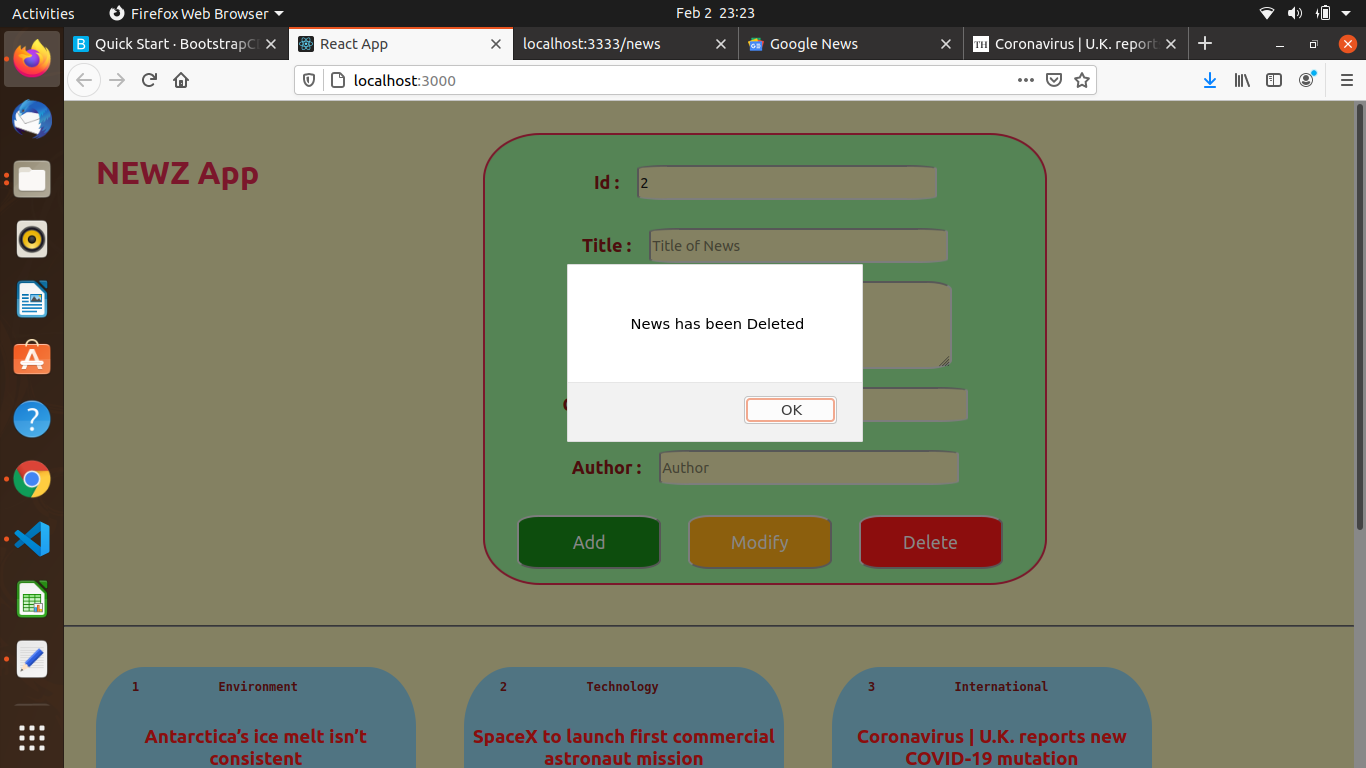 Activities Firefox Web Browser Feb 2 23:23
Quick Start · BootstrapC React App localhost:3333/news Google News TH Coronavirus | U.K. report
localhost:3000
NEWZ App
Id : 2
Title : Title of News
News has been Deleted
OK
Author : Author
Add Modify Delete
1 Environment 2 Technology 3 International
Antarctica’s ice melt isn’t SpaceX to launch first commercial Coronavirus | U.K. reports new
consistent astronaut mission COVID-19 mutation